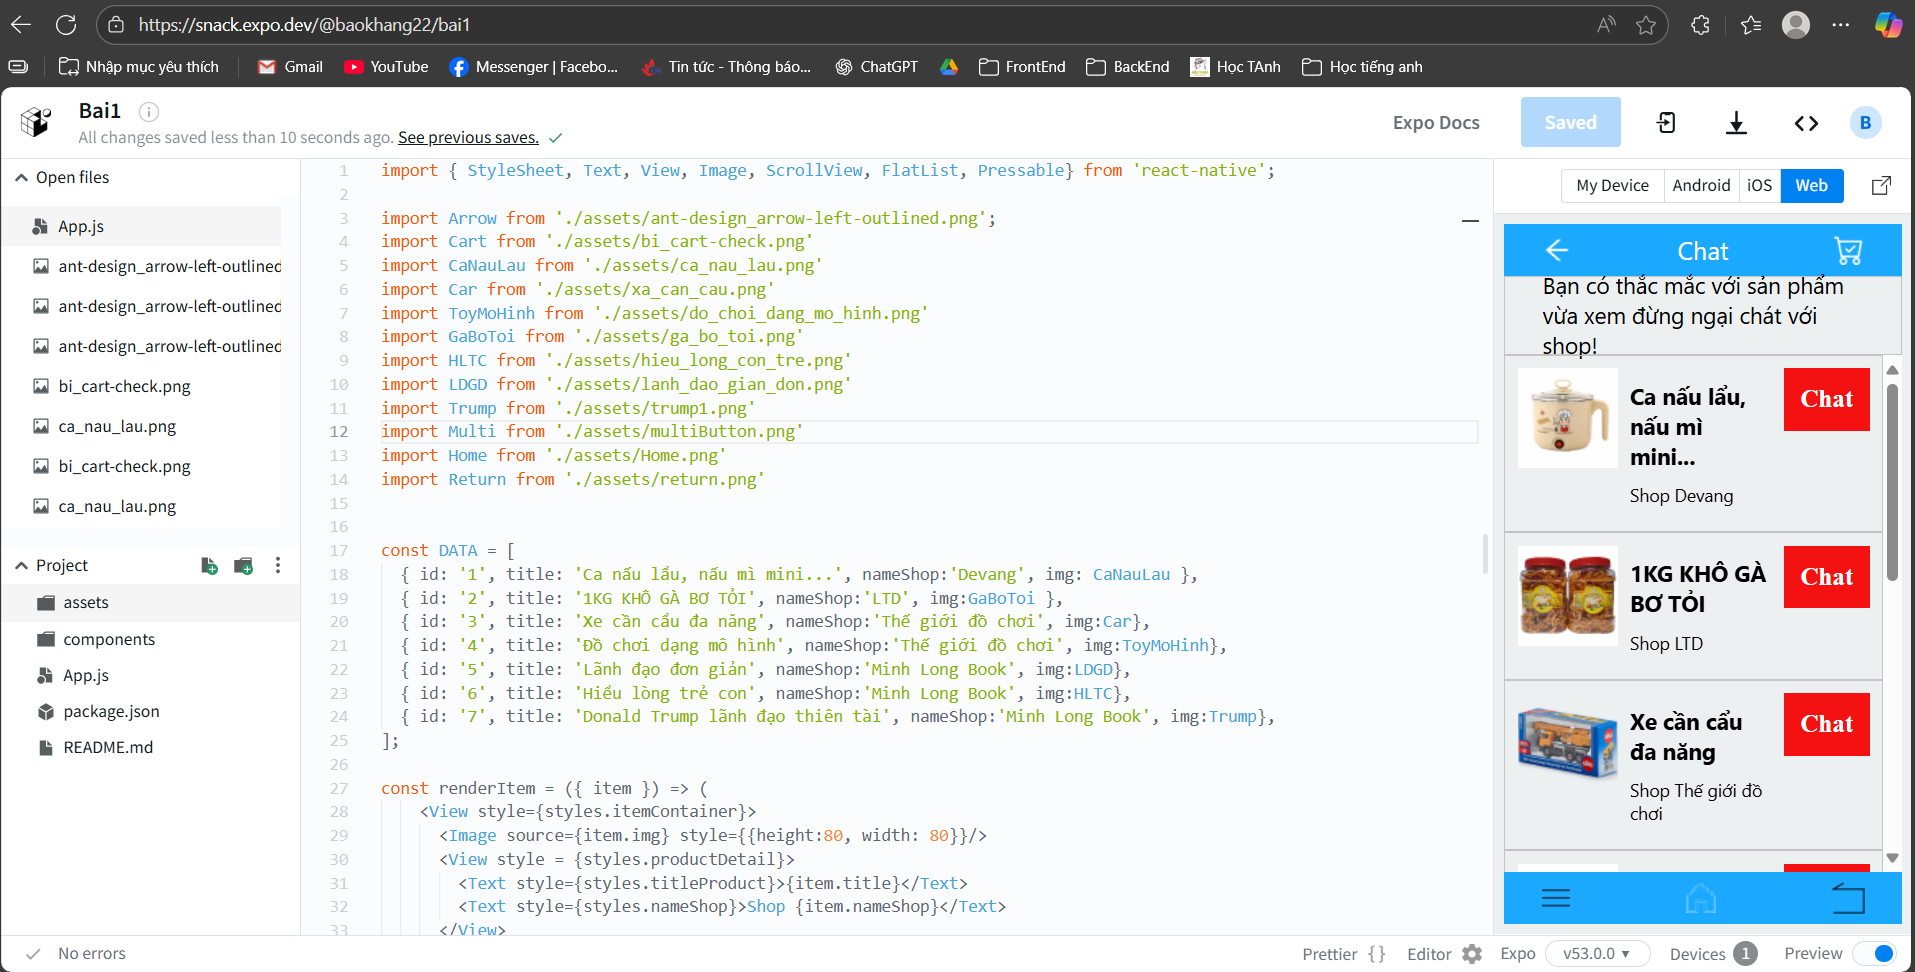 https://snack.expo.dev/@baokhang22/bai1
Nhập mục yêu thích
Gmail
YouTube
Messenger | Facebo...
Tin tức - Thông báo...
ChatGPT
FrontEnd
BackEnd
Học TAnh
Học tiếng anh
Bai1
All changes saved less than 10 seconds ago. See previous saves.
Expo Docs
Saved
B
Open files
App.js
ant-design_arrow-left-outlined
ant-design_arrow-left-outlined
ant-design_arrow-left-outlined
bi_cart-check.png
ca_nau_lau.png
bi_cart-check.png
ca_nau_lau.png
Project
assets
components
App.js
package.json
README.md
1 import { StyleSheet, Text, View, Image, ScrollView, FlatList, Pressable} from 'react-native';
2
3 import Arrow from './assets/ant-design_arrow-left-outlined.png';
4 import Cart from './assets/bi_cart-check.png'
5 import CaNauLau from './assets/ca_nau_lau.png'
6 import Car from './assets/xa_can_cau.png'
7 import ToyMoHinh from './assets/do_choi_dang_mo_hinh.png'
8 import GaBoToi from './assets/ga_bo_toi.png'
9 import HLTC from './assets/hieu_long_con_tre.png'
10 import LDGD from './assets/lanh_dao_gian_don.png'
11 import Trump from './assets/trump1.png'
12 import Multi from './assets/multiButton.png'
13 import Home from './assets/Home.png'
14 import Return from './assets/return.png'
15
16
17 const DATA = [
18 { id: '1', title: 'Ca nấu lẩu, nấu mì mini...', nameShop:'Devang', img: CaNauLau },
19 { id: '2', title: '1KG KHÔ GÀ BƠ TỎI', nameShop:'LTD', img:GaBoToi },
20 { id: '3', title: 'Xe cần cẩu đa năng', nameShop:'Thế giới đồ chơi', img:Car},
21 { id: '4', title: 'Đồ chơi dạng mô hình', nameShop:'Thế giới đồ chơi', img:ToyMoHinh},
22 { id: '5', title: 'Lãnh đạo đơn giản', nameShop:'Minh Long Book', img:LDGD},
23 { id: '6', title: 'Hiểu lòng trẻ con', nameShop:'Minh Long Book', img:HLTC},
24 { id: '7', title: 'Donald Trump lãnh đạo thiên tài', nameShop:'Minh Long Book', img:Trump},
25 ];
26
27 const renderItem = ({ item }) => (
28 <View style={styles.itemContainer}>
29 <Image source={item.img} style={{height:80, width: 80}}/>
30 <View style = {styles.productDetail}>
31 <Text style={styles.titleProduct}>{item.title}</Text>
32 <Text style={styles.nameShop}>Shop {item.nameShop}</Text>
33 </View>
My Device
Android
iOS
Web
Chat
Bạn có thắc mắc với sản phẩm
vừa xem đừng ngại chát với
shop!
Ca nấu lẩu,
nấu mì
mini...
Shop Devang
Chat
1KG KHÔ GÀ
BƠ TỎI
Shop LTD
Chat
Xe cần cẩu
đa năng
Shop Thế giới đồ
chơi
Chat
No errors
Prettier { }
Editor
Expo
v53.0.0
Devices 1
Preview